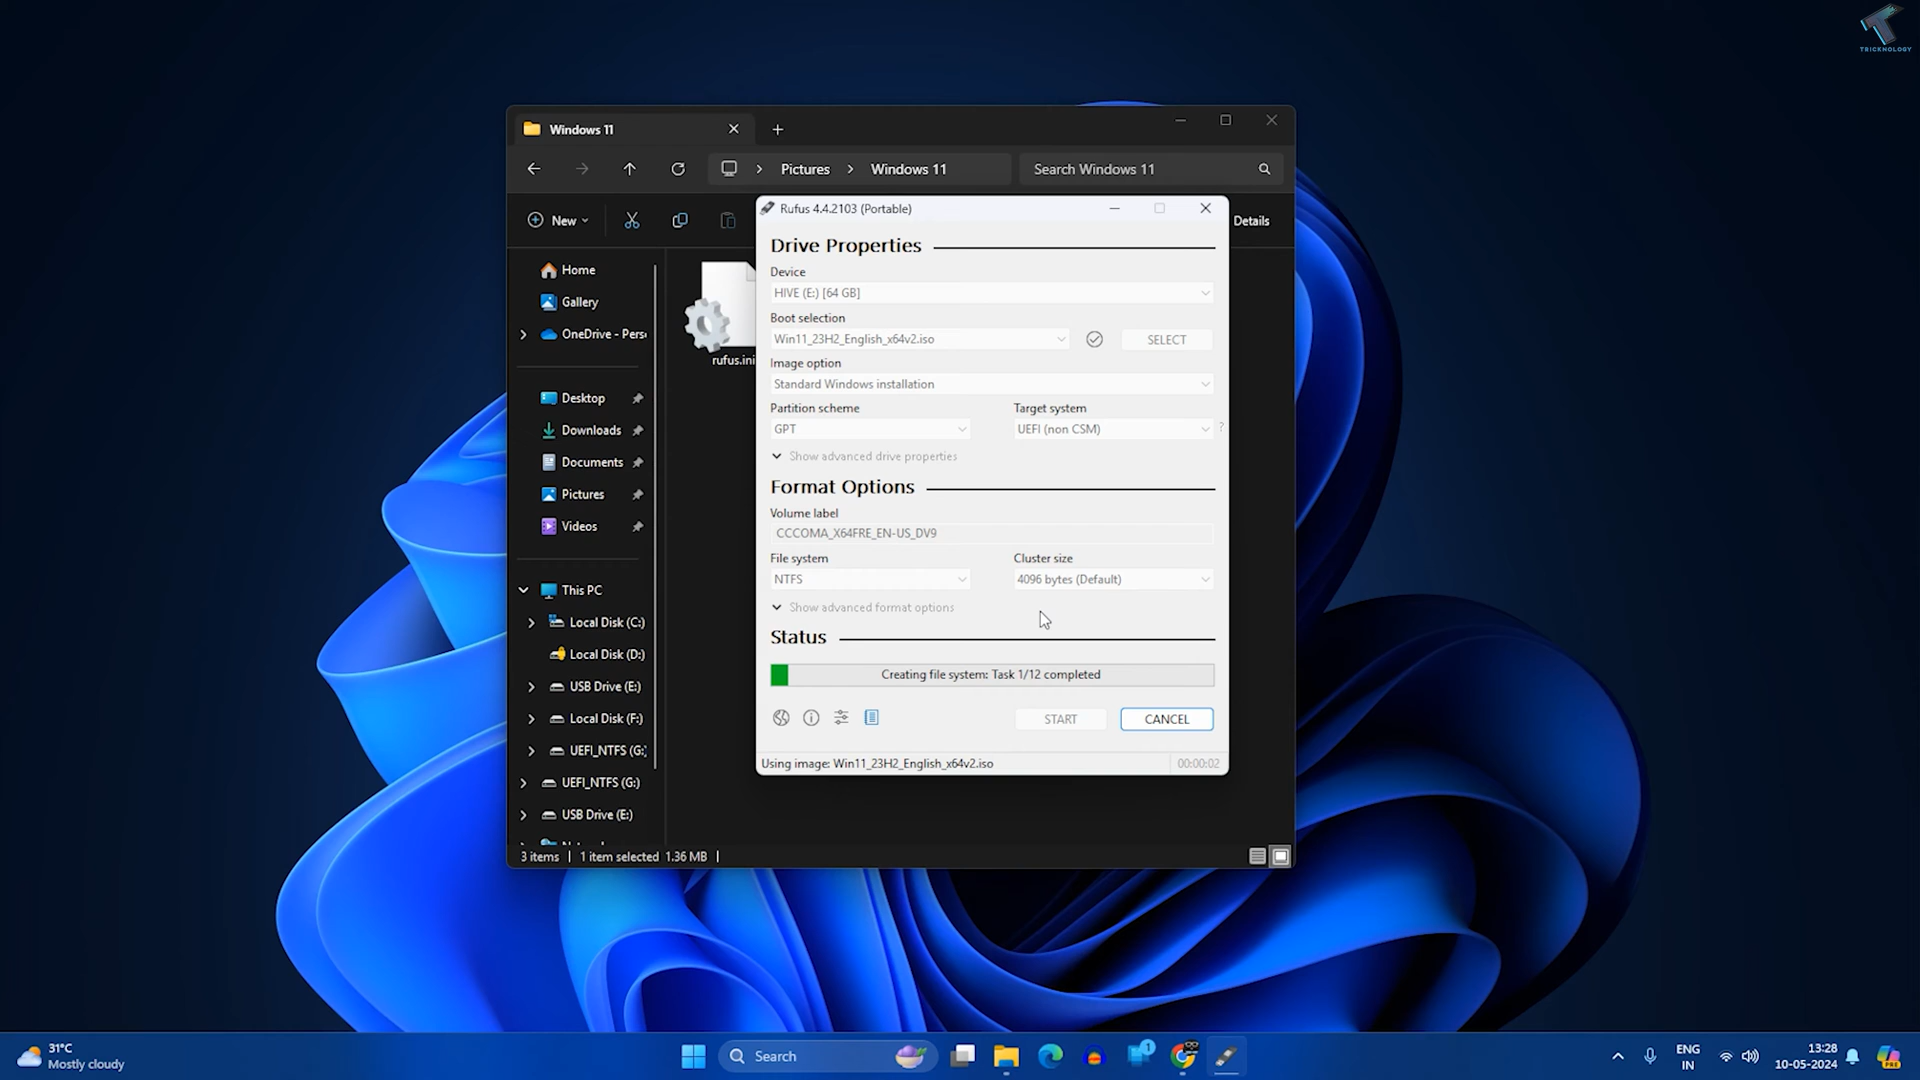 TRICKNOLOGY
Windows 11
Pictures
Windows 11
Search Windows 11
New
Details
Home
Gallery
OneDrive - Pers
Desktop
Downloads
Documents
Pictures
Videos
This PC
Local Disk (C:)
Local Disk (D:)
USB Drive (E:)
Local Disk (F:)
UEFI_NTFS (G:)
UEFI_NTFS (G:)
USB Drive (E:)
3 items
1 item selected 1.36 MB
rufus.ini
Rufus 4.4.2103 (Portable)
Drive Properties
Device
HIVE (E:) [64 GB]
Boot selection
Win11_23H2_English_x64v2.iso
SELECT
Image option
Standard Windows installation
Partition scheme
Target system
GPT
UEFI (non CSM)
?
Show advanced drive properties
Format Options
Volume label
CCCOMA_X64FRE_EN-US_DV9
File system
Cluster size
NTFS
4096 bytes (Default)
Show advanced format options
Status
Creating file system: Task 1/12 completed
START
CANCEL
Using image: Win11_23H2_English_x64v2.iso
00:00:02
31°C
Mostly cloudy
Search
1
ENG
IN
13:28
10-05-2024
PRE